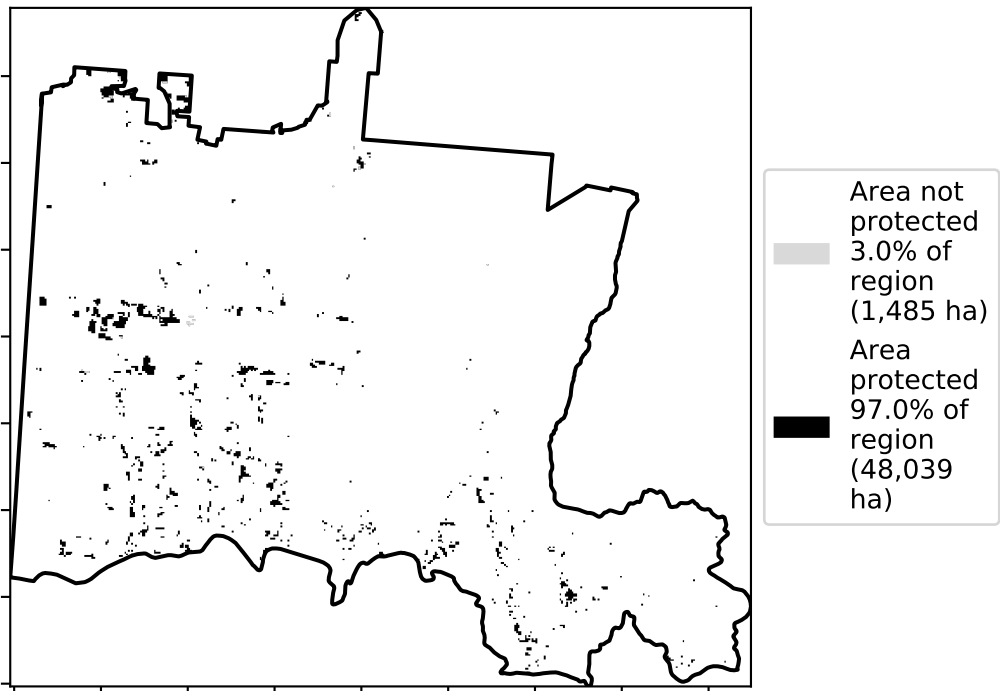 Area not
protected
3.0% of
region
(1,485 ha)
Area
protected
97.0% of
region
(48,039
ha)